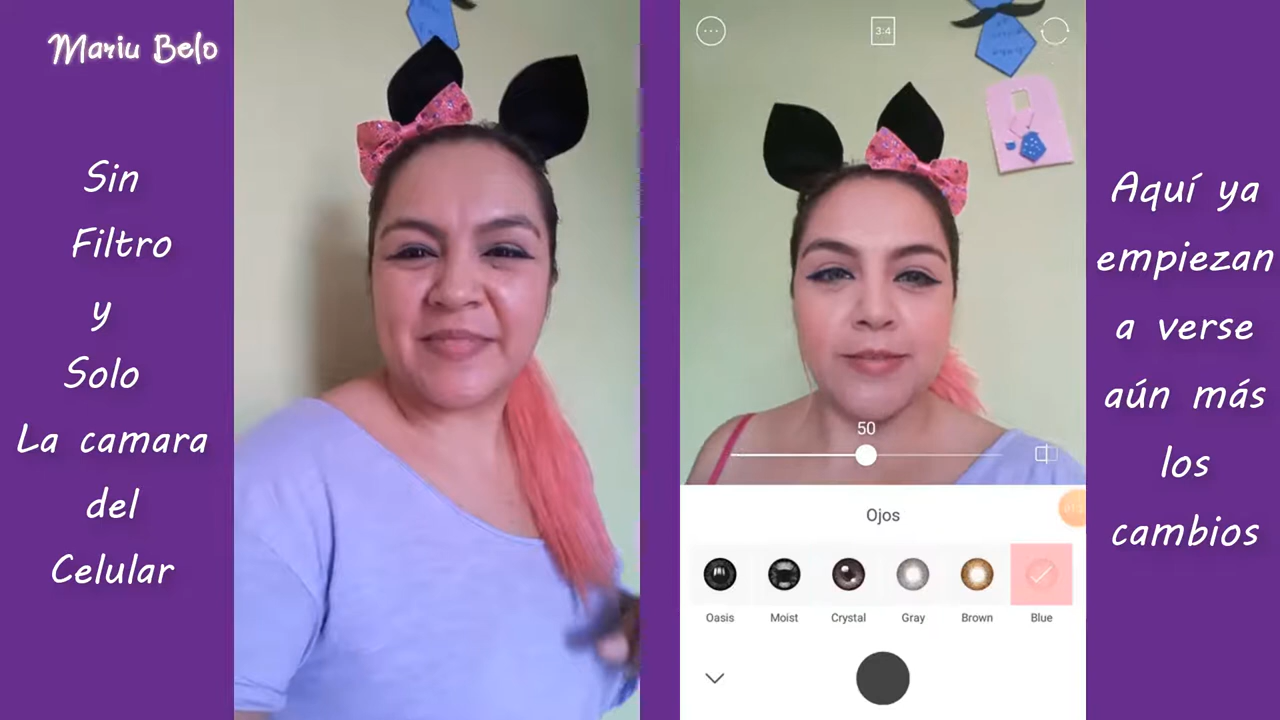 Mariu Belo
Sin
Filtro
y
Solo
La camara
del
Celular
3:4
50
Ojos
Oasis
Moist
Crystal
Gray
Brown
Blue
Aquí ya
empiezan
a verse
aún más
los
cambios